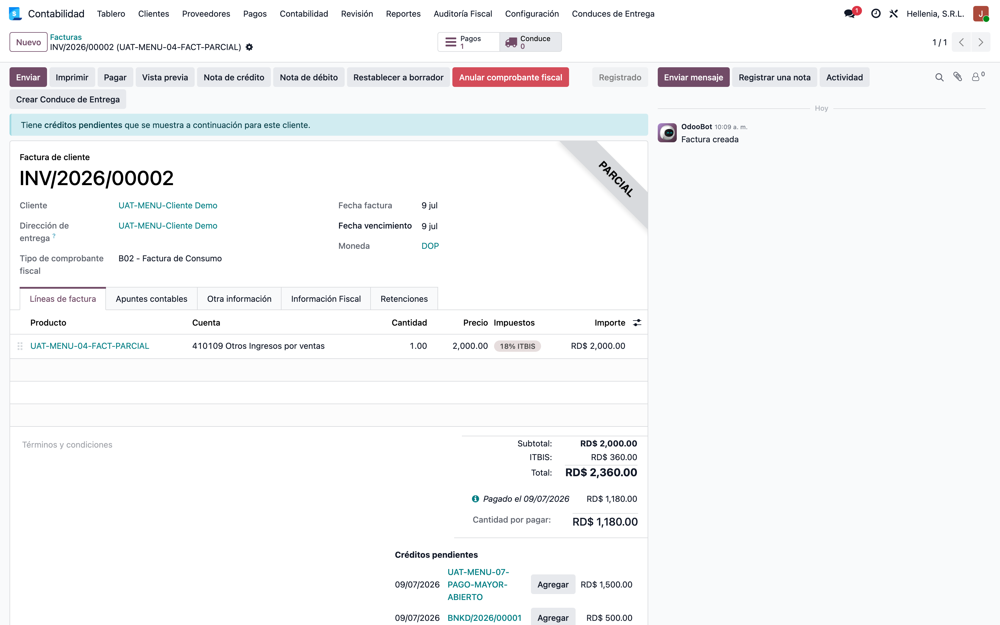 Contabilidad Tablero Clientes Proveedores Pagos Contabilidad Revisión Reportes Auditoría Fiscal Configuración Conduces de Entrega 1 Hellenia, S.R.L. J
Nuevo Facturas
INV/2026/00002 (UAT-MENU-04-FACT-PARCIAL)
Pagos
1
Conduce
0
1 / 1
Enviar Imprimir Pagar Vista previa Nota de crédito Nota de débito Restablecer a borrador Anular comprobante fiscal Registrado
Crear Conduce de Entrega
Enviar mensaje Registrar una nota Actividad 0
Hoy
OdooBot 10:09 a. m.
Factura creada
Tiene créditos pendientes que se muestra a continuación para este cliente.
PARCIAL
Factura de cliente
INV/2026/00002
Cliente UAT-MENU-Cliente Demo
Dirección de
entrega ? UAT-MENU-Cliente Demo
Tipo de comprobante
fiscal B02 - Factura de Consumo
Fecha factura 9 jul
Fecha vencimiento 9 jul
Moneda DOP
Líneas de factura Apuntes contables Otra información Información Fiscal Retenciones
Producto Cuenta Cantidad Precio Impuestos Importe
UAT-MENU-04-FACT-PARCIAL 410109 Otros Ingresos por ventas 1.00 2,000.00 18% ITBIS RD$ 2,000.00
Términos y condiciones
Subtotal: RD$ 2,000.00
ITBIS: RD$ 360.00
Total: RD$ 2,360.00
Pagado el 09/07/2026 RD$ 1,180.00
Cantidad por pagar: RD$ 1,180.00
Créditos pendientes
09/07/2026 UAT-MENU-07-
PAGO-MAYOR-
ABIERTO Agregar RD$ 1,500.00
09/07/2026 BNKD/2026/00001 Agregar RD$ 500.00